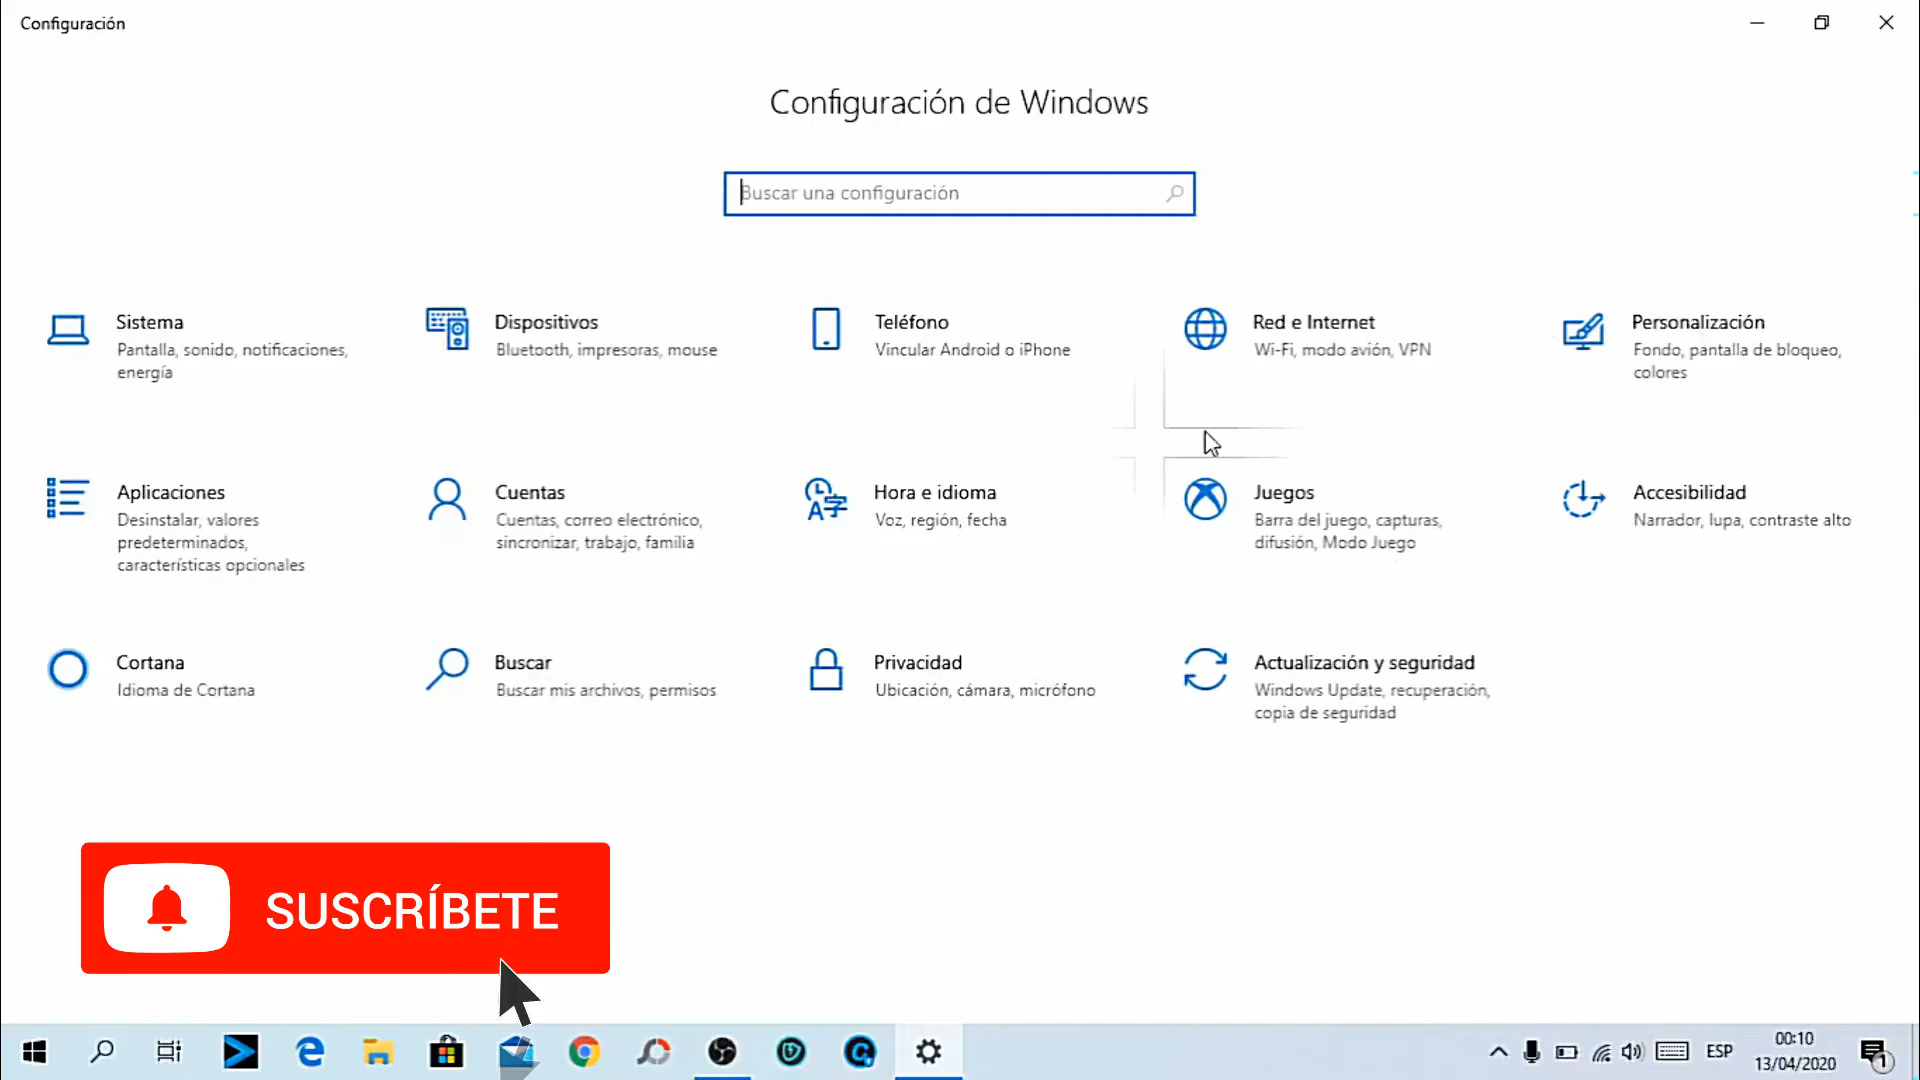 Configuración
Configuración de Windows
Buscar una configuración
Sistema
Pantalla, sonido, notificaciones,
energía
Dispositivos
Bluetooth, impresoras, mouse
Teléfono
Vincular Android o iPhone
Red e Internet
Wi-Fi, modo avión, VPN
Personalización
Fondo, pantalla de bloqueo,
colores
Aplicaciones
Desinstalar, valores
predeterminados,
características opcionales
Cuentas
Cuentas, correo electrónico,
sincronizar, trabajo, familia
Hora e idioma
Voz, región, fecha
Juegos
Barra del juego, capturas,
difusión, Modo Juego
Accesibilidad
Narrador, lupa, contraste alto
Cortana
Idioma de Cortana
Buscar
Buscar mis archivos, permisos
Privacidad
Ubicación, cámara, micrófono
Actualización y seguridad
Windows Update, recuperación,
copia de seguridad
SUSCRÍBETE
ESP
00:10
13/04/2020
1